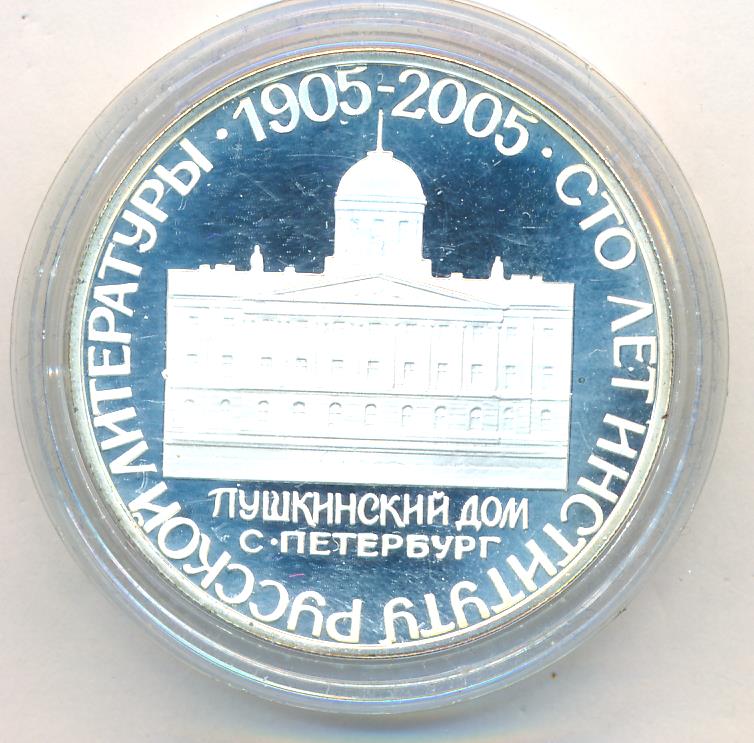 · 1905-2005 · СТО ЛЕТ ИНСТИТУТУ РУССКОЙ ЛИТЕРАТУРЫ
ПУШКИНСКИЙ ДОМ
С·ПЕТЕРБУРГ